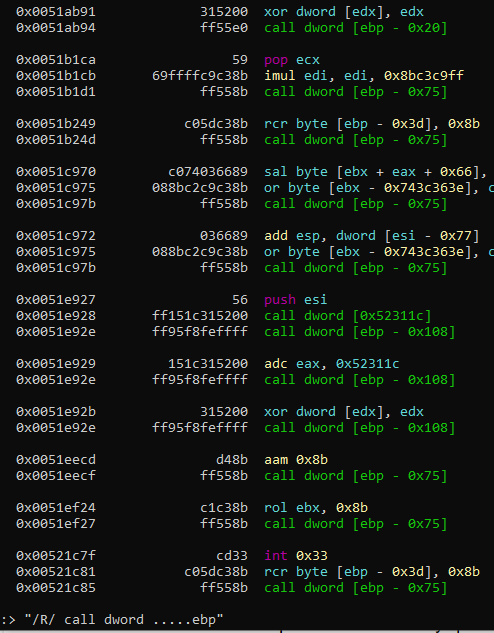 0x0051ab91 315200 xor dword [edx], edx
0x0051ab94 ff55e0 call dword [ebp - 0x20]
0x0051b1ca 59 pop ecx
0x0051b1cb 69ffffc9c38b imul edi, edi, 0x8bc3c9ff
0x0051b1d1 ff558b call dword [ebp - 0x75]
0x0051b249 c05dc38b rcr byte [ebp - 0x3d], 0x8b
0x0051b24d ff558b call dword [ebp - 0x75]
0x0051c970 c074036689 sal byte [ebx + eax + 0x66],
0x0051c975 088bc2c9c38b or byte [ebx - 0x743c363e], c
0x0051c97b ff558b call dword [ebp - 0x75]
0x0051c972 036689 add esp, dword [esi - 0x77]
0x0051c975 088bc2c9c38b or byte [ebx - 0x743c363e], c
0x0051c97b ff558b call dword [ebp - 0x75]
0x0051e927 56 push esi
0x0051e928 ff151c315200 call dword [0x52311c]
0x0051e92e ff95f8feffff call dword [ebp - 0x108]
0x0051e929 151c315200 adc eax, 0x52311c
0x0051e92e ff95f8feffff call dword [ebp - 0x108]
0x0051e92b 315200 xor dword [edx], edx
0x0051e92e ff95f8feffff call dword [ebp - 0x108]
0x0051eecd d48b aam 0x8b
0x0051eecf ff558b call dword [ebp - 0x75]
0x0051ef24 c1c38b rol ebx, 0x8b
0x0051ef27 ff558b call dword [ebp - 0x75]
0x00521c7f cd33 int 0x33
0x00521c81 c05dc38b rcr byte [ebp - 0x3d], 0x8b
0x00521c85 ff558b call dword [ebp - 0x75]
:> "/R/ call dword .....ebp"